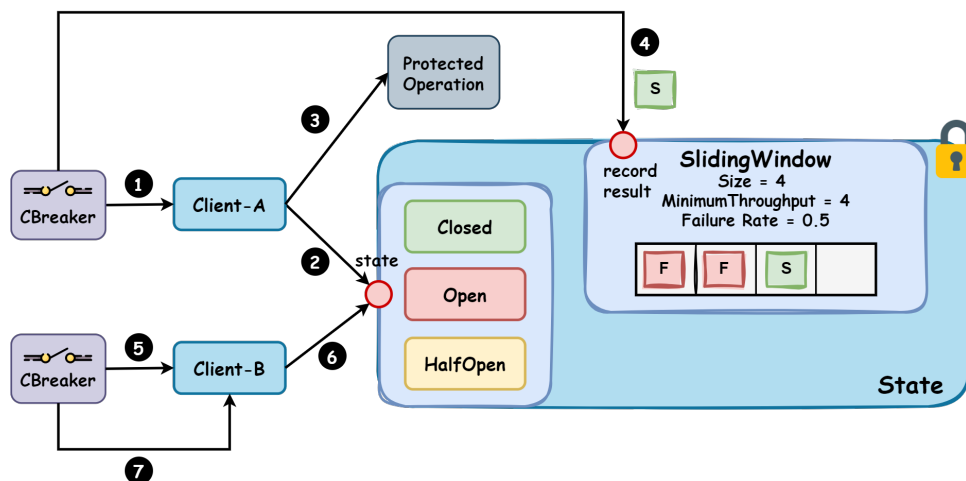 4
Protected
Operation
S
3
SlidingWindow
Size = 4
MinimumThroughput = 4
Failure Rate = 0.5
record
result
1
CBreaker
Client-A
Closed
2
state
F F S
Open
5
6
CBreaker
Client-B
HalfOpen
State
7